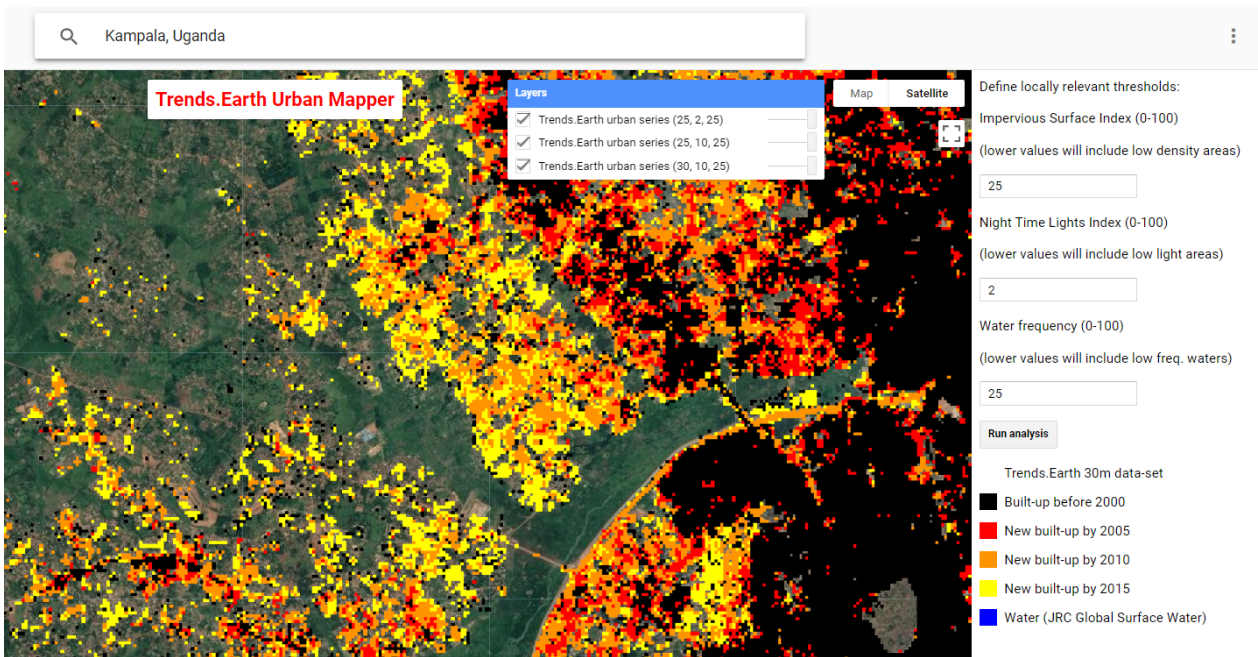 Kampala, Uganda
Trends.Earth Urban Mapper
Layers
Trends.Earth urban series (25, 2, 25)
Trends.Earth urban series (25, 10, 25)
Trends.Earth urban series (30, 10, 25)
Map Satellite
Define locally relevant thresholds:
Impervious Surface Index (0-100)
(lower values will include low density areas)
25
Night Time Lights Index (0-100)
(lower values will include low light areas)
2
Water frequency (0-100)
(lower values will include low freq. waters)
25
Run analysis
Trends.Earth 30m data-set
Built-up before 2000
New built-up by 2005
New built-up by 2010
New built-up by 2015
Water (JRC Global Surface Water)